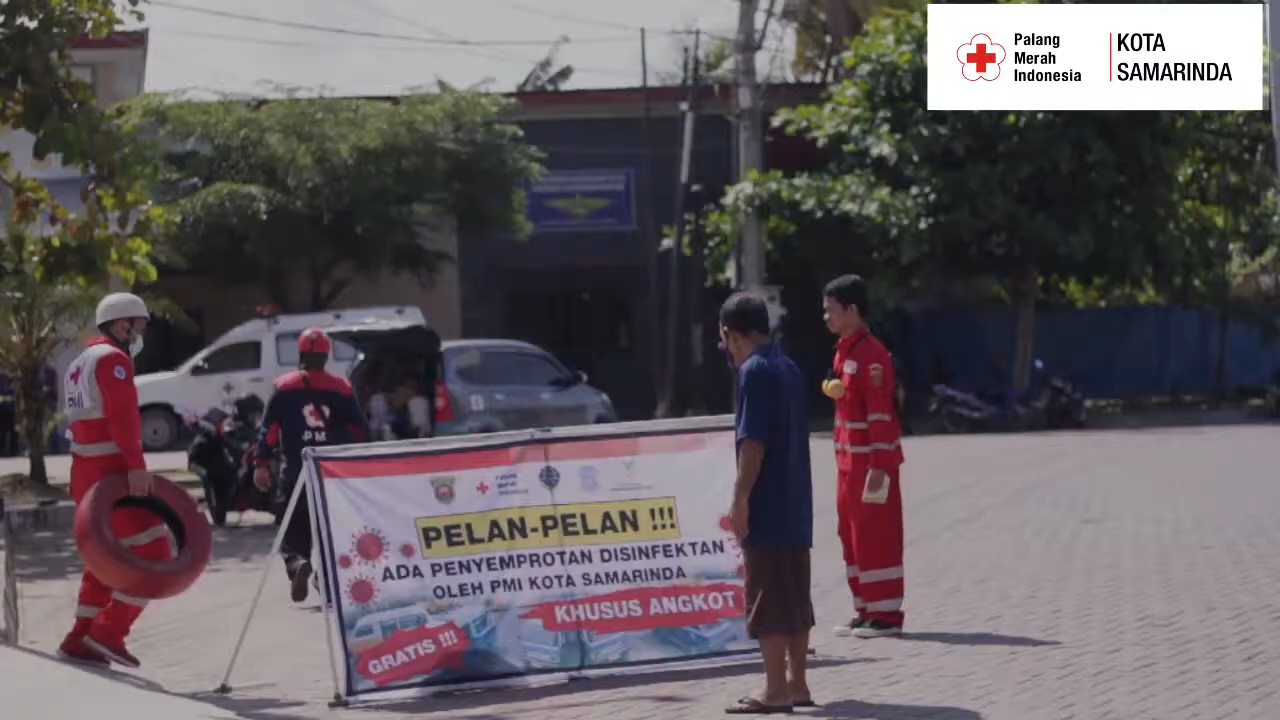 Palang
Merah
Indonesia
KOTA
SAMARINDA
PMI
PMI
PELAN-PELAN !!!
ADA PENYEMPROTAN DISINFEKTAN
OLEH PMI KOTA SAMARINDA
KHUSUS ANGKOT
GRATIS !!!